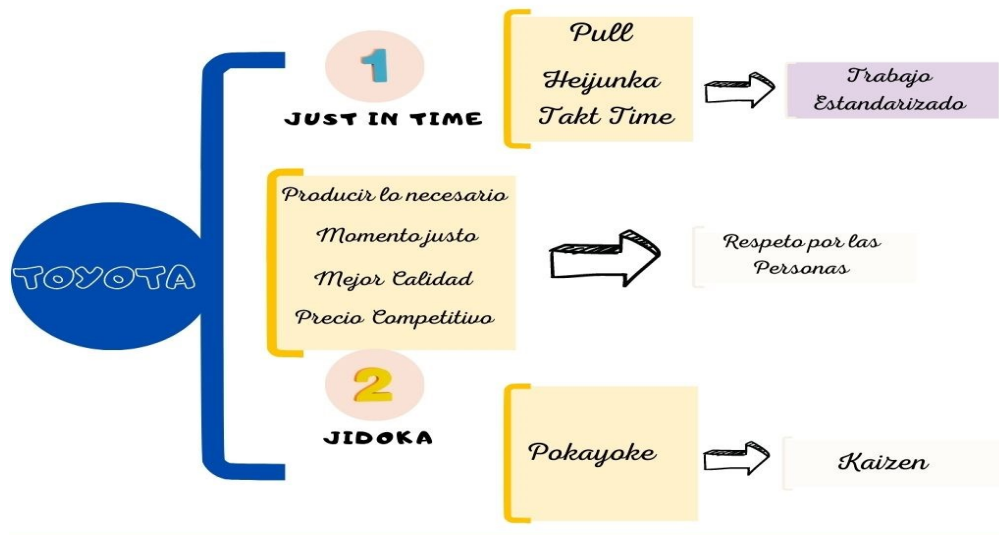 TOYOTA
1
JUST IN TIME
Pull
Heijunka
Takt Time
Trabajo
Estandarizado
Producir lo necesario
Momento justo
Mejor Calidad
Precio Competitivo
Respeto por las
Personas
2
JIDOKA
Pokayoke
Kaizen